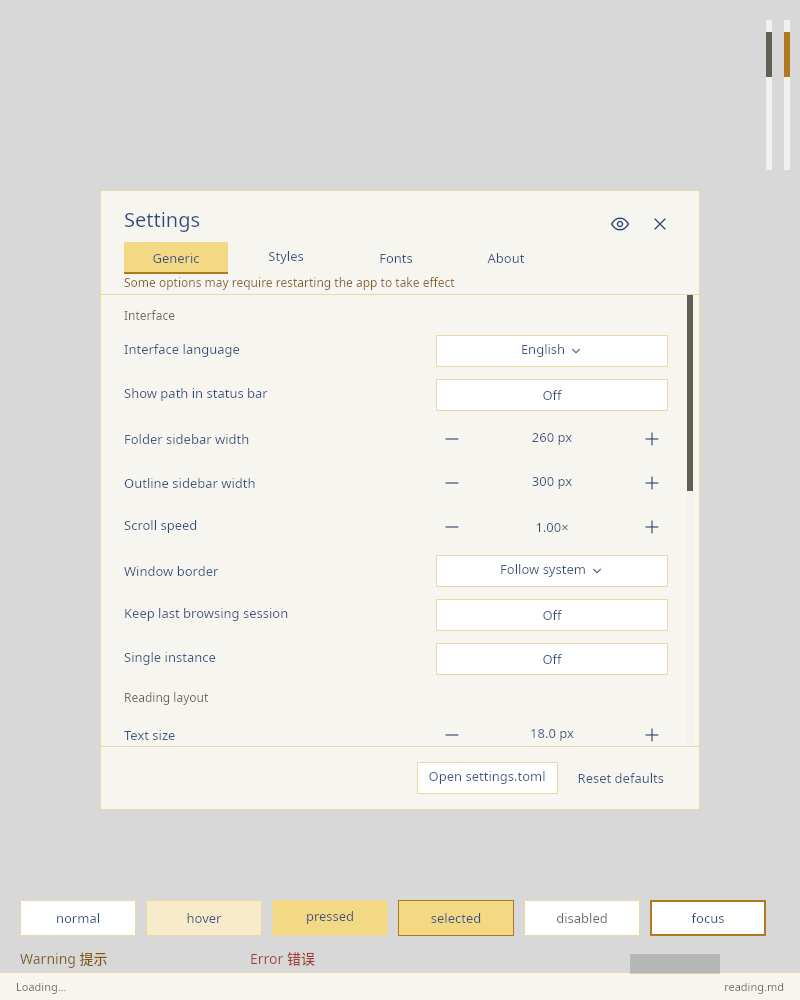 Settings
Generic Styles Fonts About
Some options may require restarting the app to take effect
Interface
Interface language English
Show path in status bar Off
Folder sidebar width 260 px
Outline sidebar width 300 px
Scroll speed 1.00×
Window border Follow system
Keep last browsing session Off
Single instance Off
Reading layout
Text size 18.0 px
Open settings.toml Reset defaults
normal hover pressed selected disabled focus
Warning 提示 Error 错误
Loading... reading.md